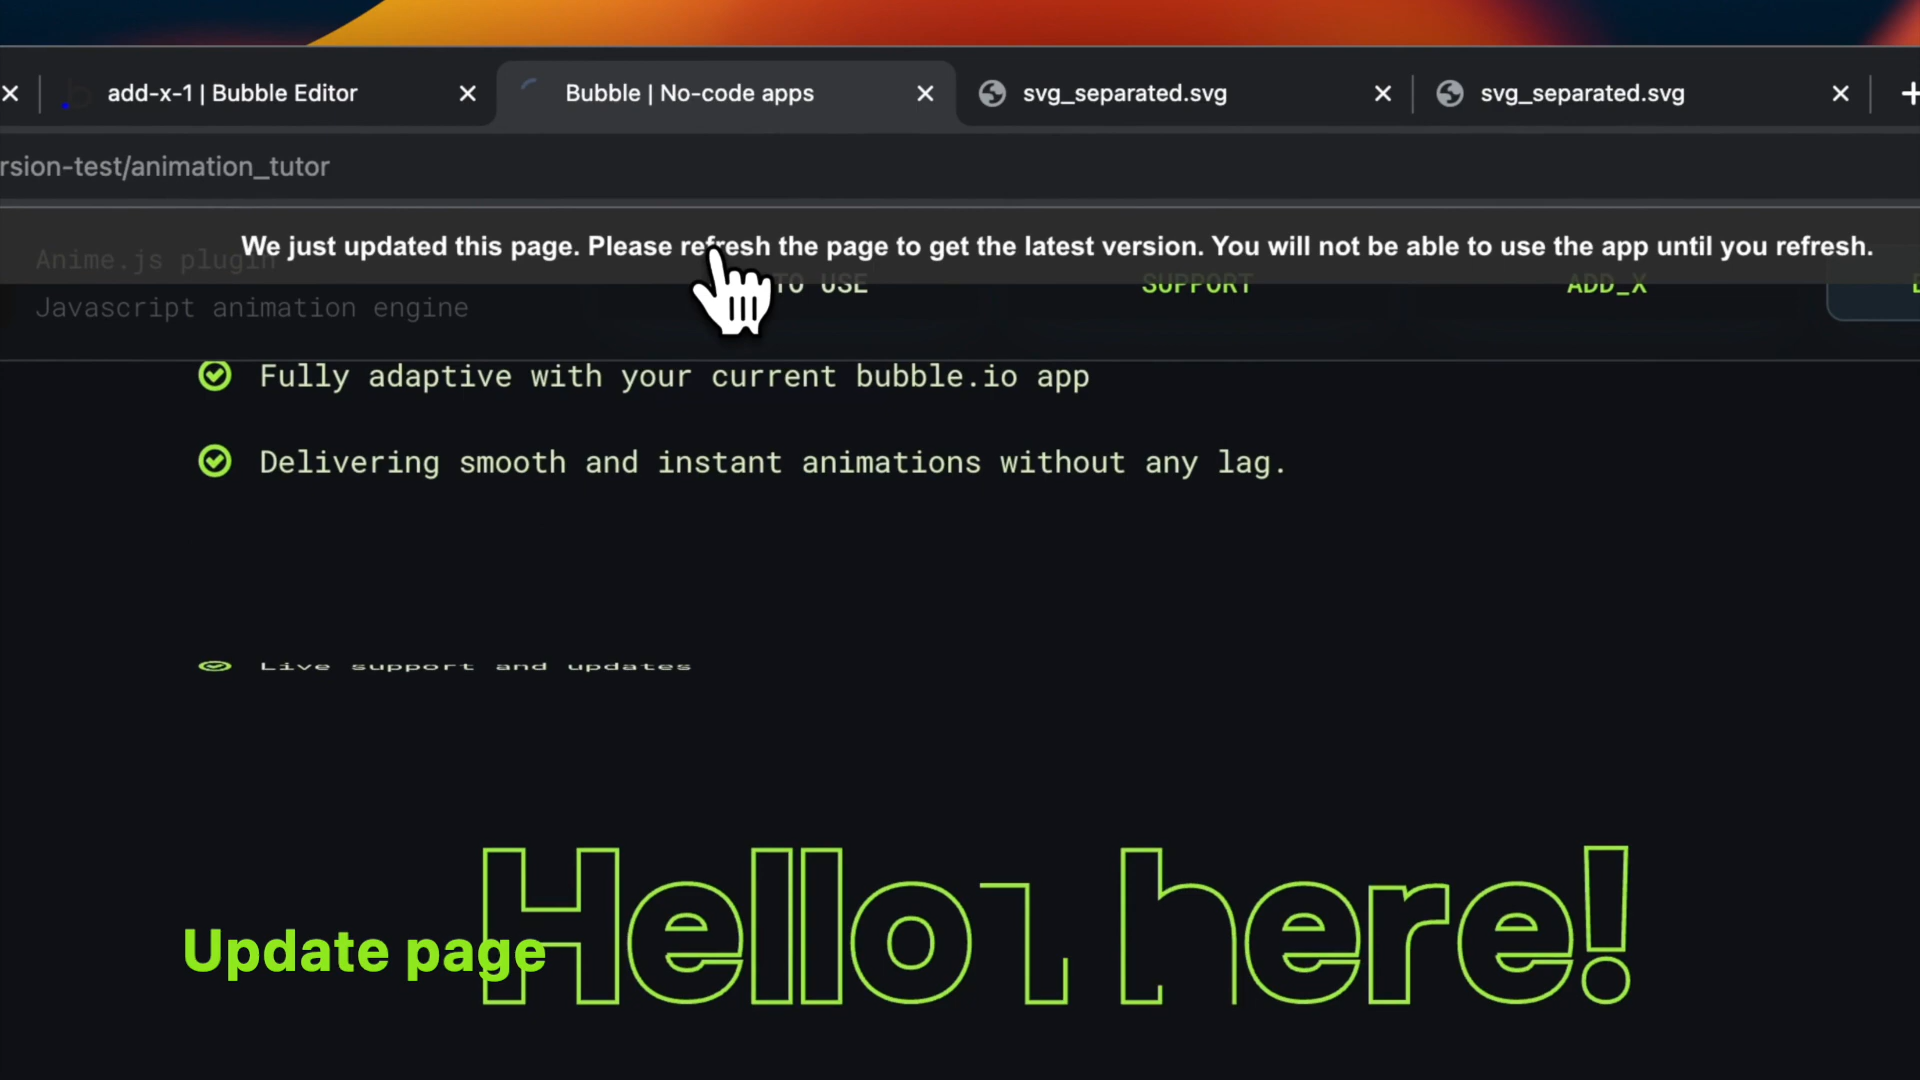 add-x-1 | Bubble Editor
Bubble | No-code apps
svg_separated.svg
svg_separated.svg
rsion-test/animation_tutor
We just updated this page. Please refresh the page to get the latest version. You will not be able to use the app until you refresh.
Anime.js plugin
Javascript animation engine
TO USE
SUPPORT
ADD_X
Fully adaptive with your current bubble.io app
Delivering smooth and instant animations without any lag.
Live support and updates
Hello here!
Update page